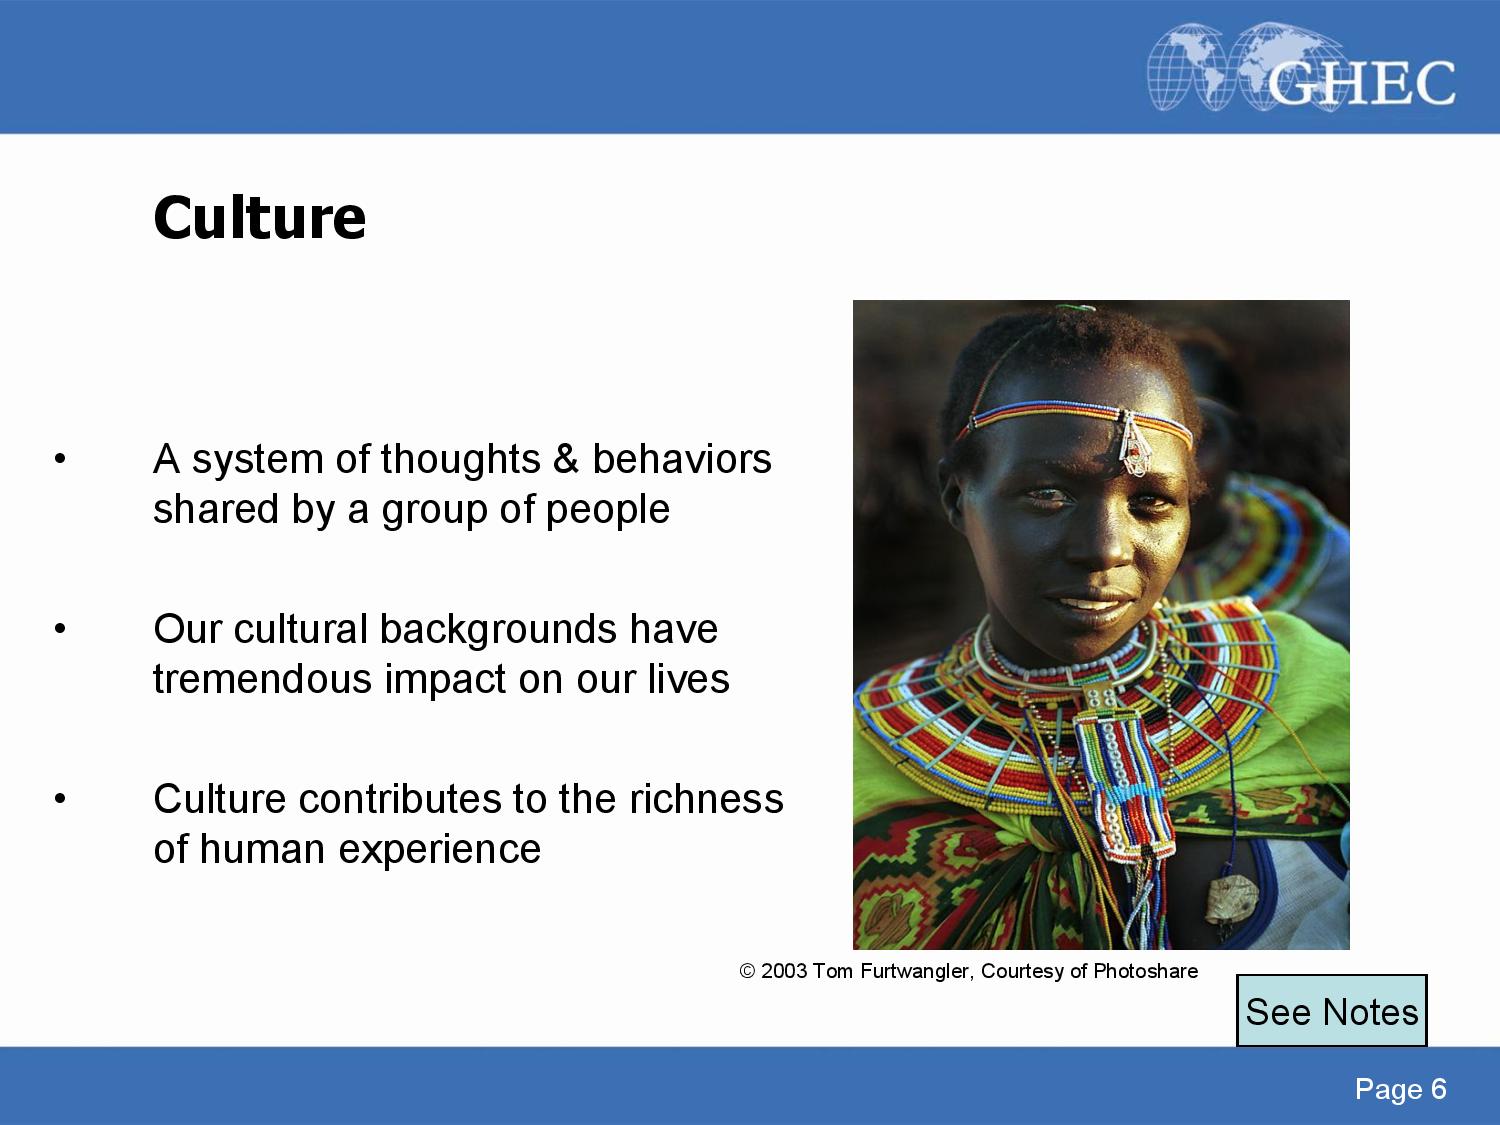 GHEC
Culture
• A system of thoughts & behaviors
shared by a group of people
• Our cultural backgrounds have
tremendous impact on our lives
• Culture contributes to the richness
of human experience
© 2003 Tom Furtwangler, Courtesy of Photoshare
See Notes
Page 6